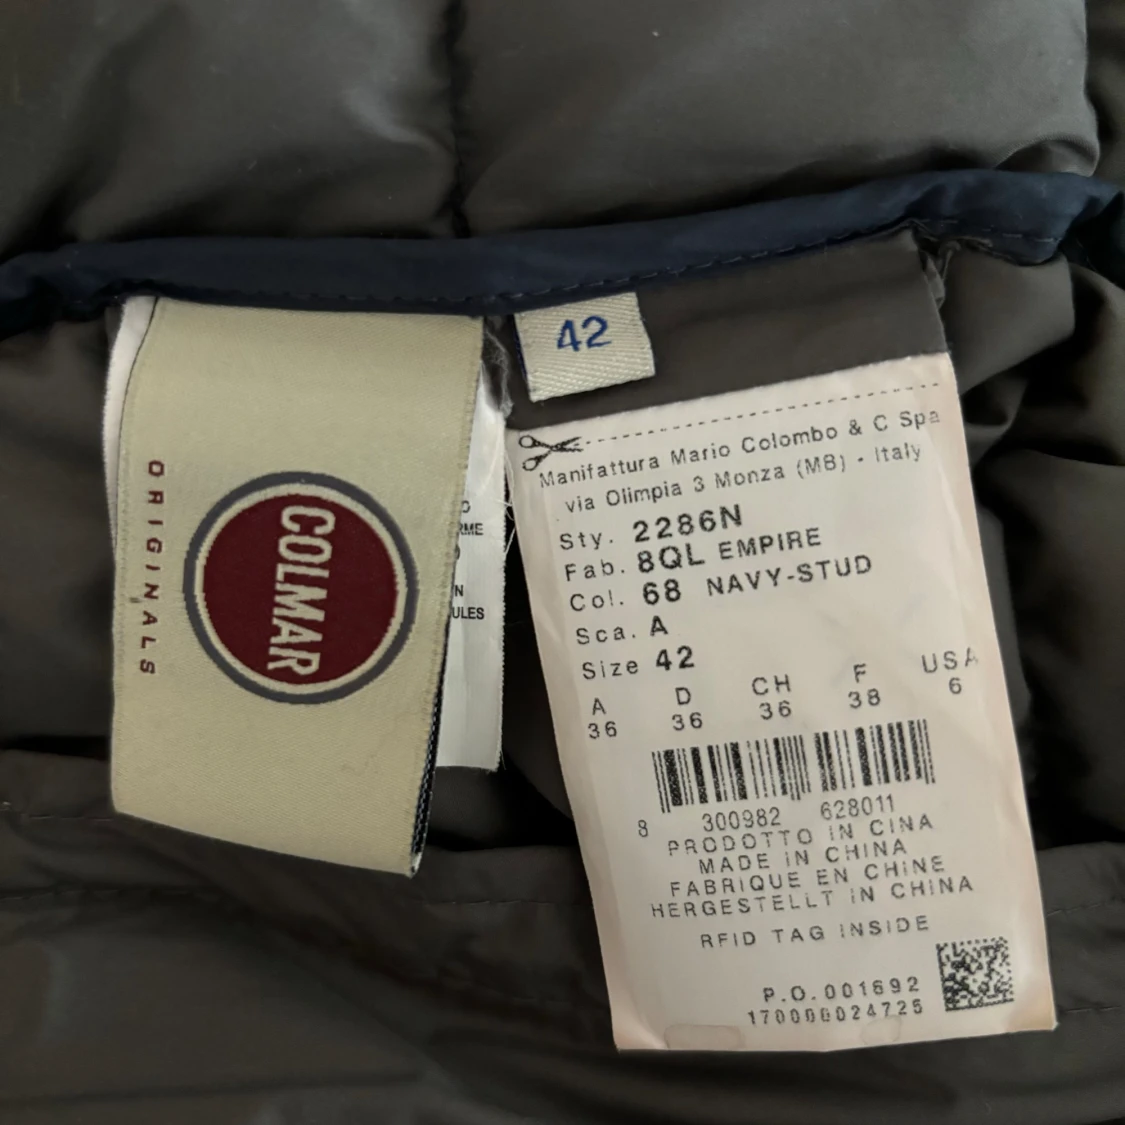 ORIGINALS
COLMAR
42
RME
N
ULES
Manifattura Mario Colombo & C Spa
via Olimpia 3 Monza (MB) - Italy
Sty. 2286N
Fab. 8QL EMPIRE
Col. 68 NAVY-STUD
Sca. A
Size 42
A D CH F USA
36 36 36 38 6
8 300982 628011
PRODOTTO IN CINA
MADE IN CHINA
FABRIQUE EN CHINE
HERGESTELLT IN CHINA
RFID TAG INSIDE
P.O. 001692
170000024725